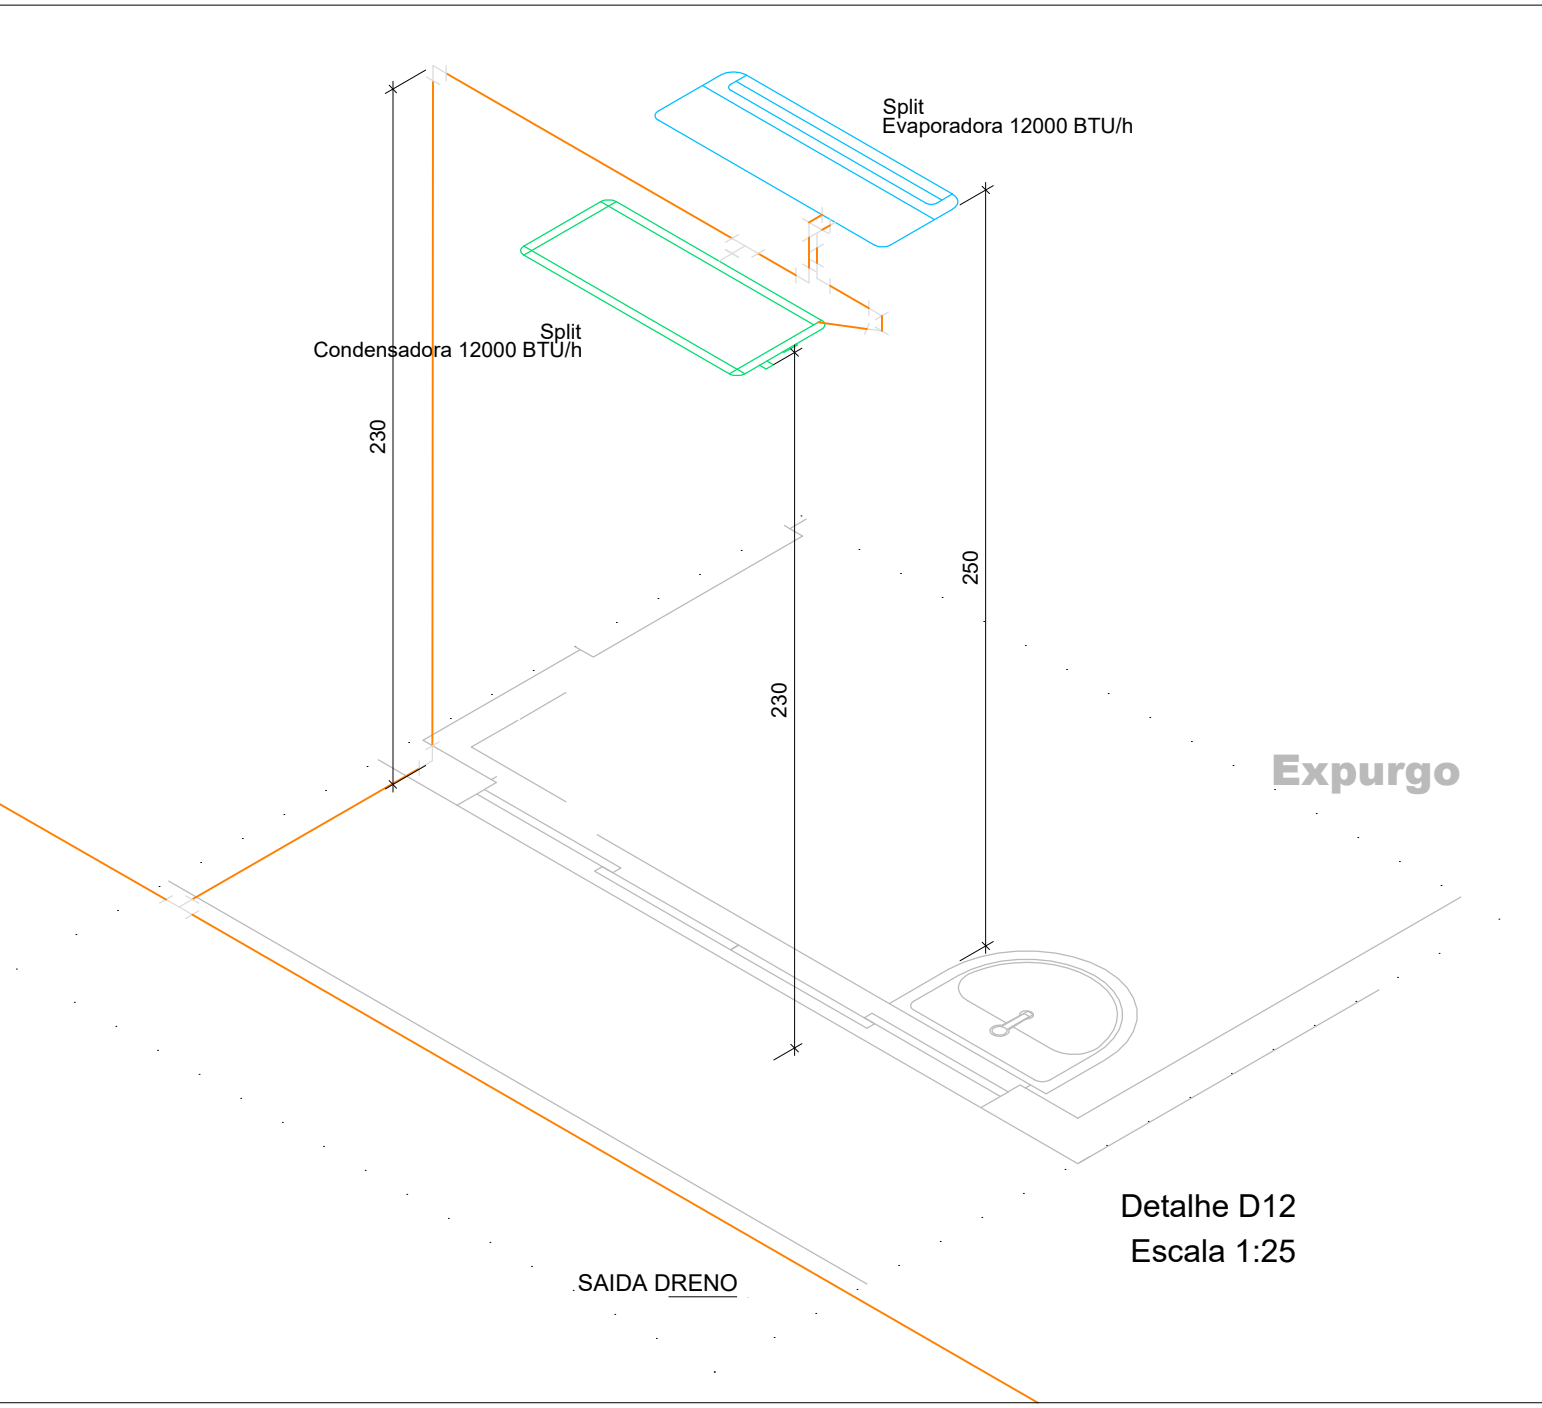 Split
Evaporadora 12000 BTU/h
Split
Condensadora 12000 BTU/h
230
250
230
Expurgo
Detalhe D12
Escala 1:25
SAIDA DRENO